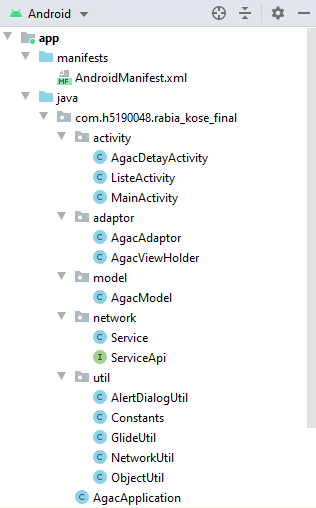 Android
app
manifests
MF AndroidManifest.xml
java
com.h5190048.rabia_kose_final
activity
C AgacDetayActivity
C ListeActivity
C MainActivity
adaptor
C AgacAdaptor
C AgacViewHolder
model
C AgacModel
network
C Service
I ServiceApi
util
C AlertDialogUtil
C Constants
C GlideUtil
C NetworkUtil
C ObjectUtil
C AgacApplication